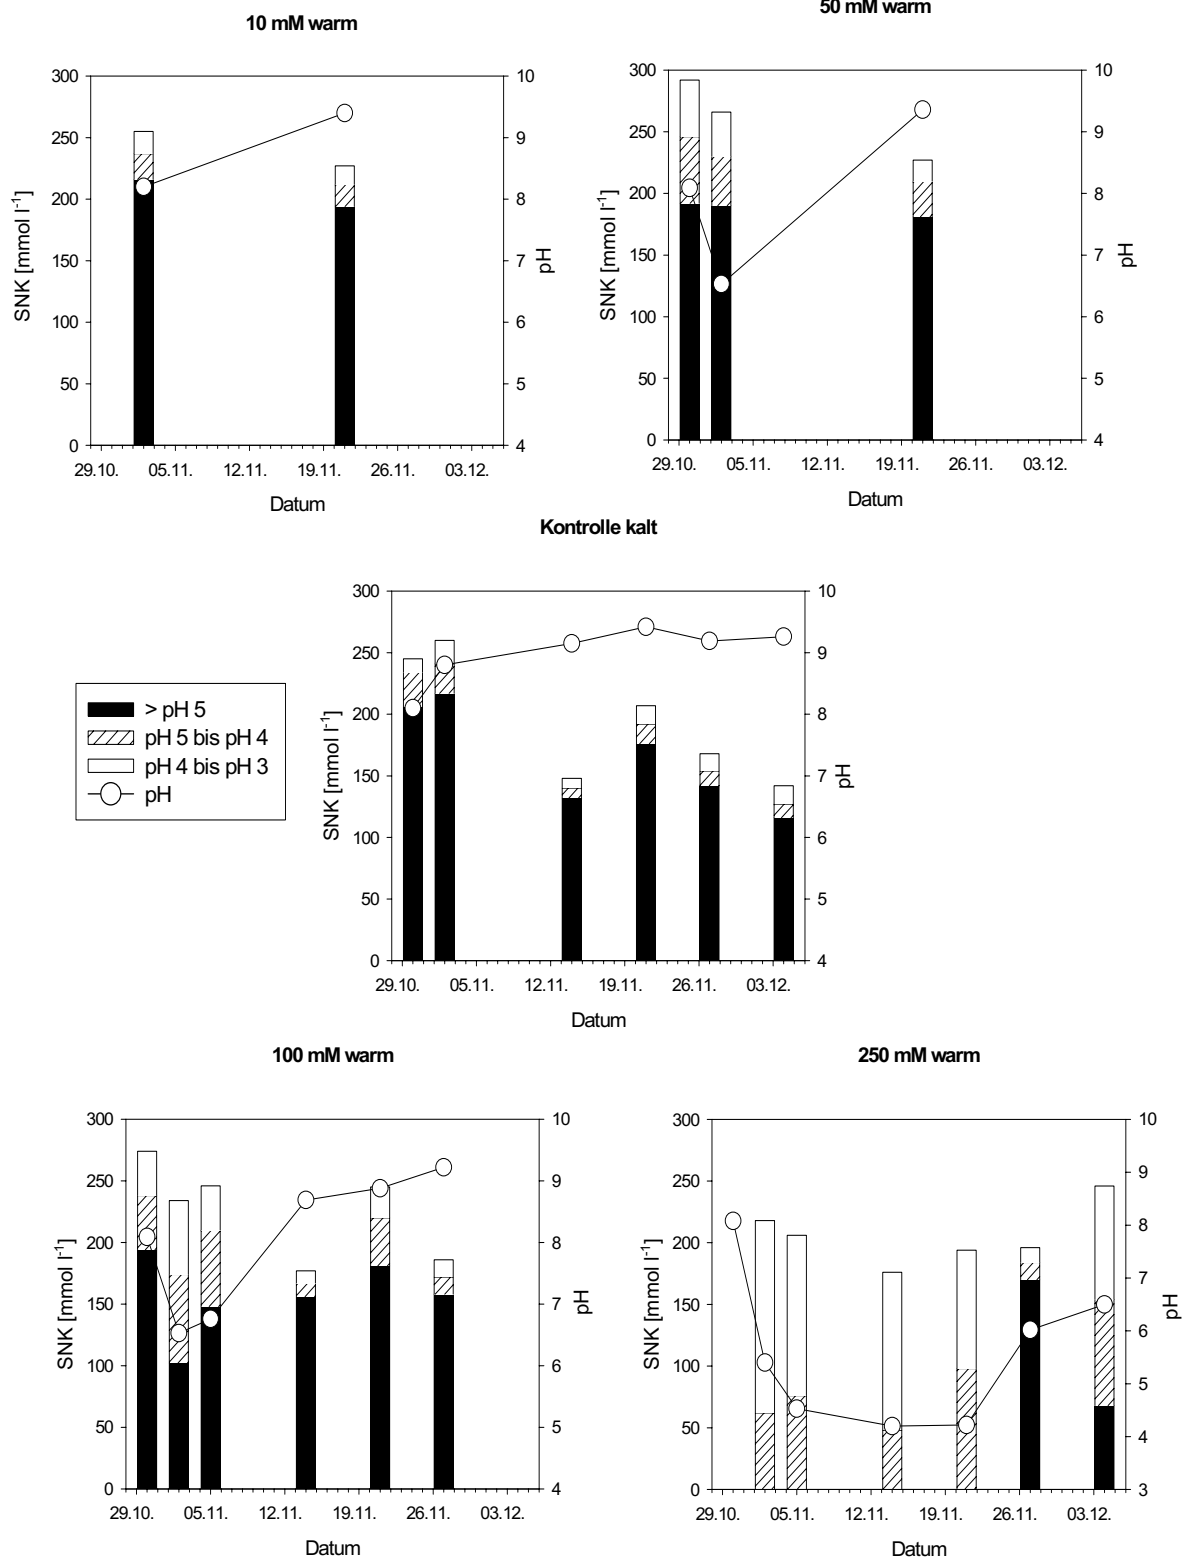 10 mM warm
300
250
200
150
100
50
0
SNK [mmol l-1]
10
9
8
7
6
5
4
pH
29.10. 05.11. 12.11. 19.11. 26.11. 03.12.
Datum
50 mM warm
300
250
200
150
100
50
0
SNK [mmol l-1]
10
9
8
7
6
5
4
pH
29.10. 05.11. 12.11. 19.11. 26.11. 03.12.
Datum
Kontrolle kalt
> pH 5
pH 5 bis pH 4
pH 4 bis pH 3
pH
300
250
200
150
100
50
0
SNK [mmol l-1]
10
9
8
7
6
5
4
pH
29.10. 05.11. 12.11. 19.11. 26.11. 03.12.
Datum
100 mM warm
300
250
200
150
100
50
0
SNK [mmol l-1]
10
9
8
7
6
5
4
pH
29.10. 05.11. 12.11. 19.11. 26.11. 03.12.
Datum
250 mM warm
300
250
200
150
100
50
0
SNK [mmol l-1]
10
9
8
7
6
5
4
3
pH
29.10. 05.11. 12.11. 19.11. 26.11. 03.12.
Datum